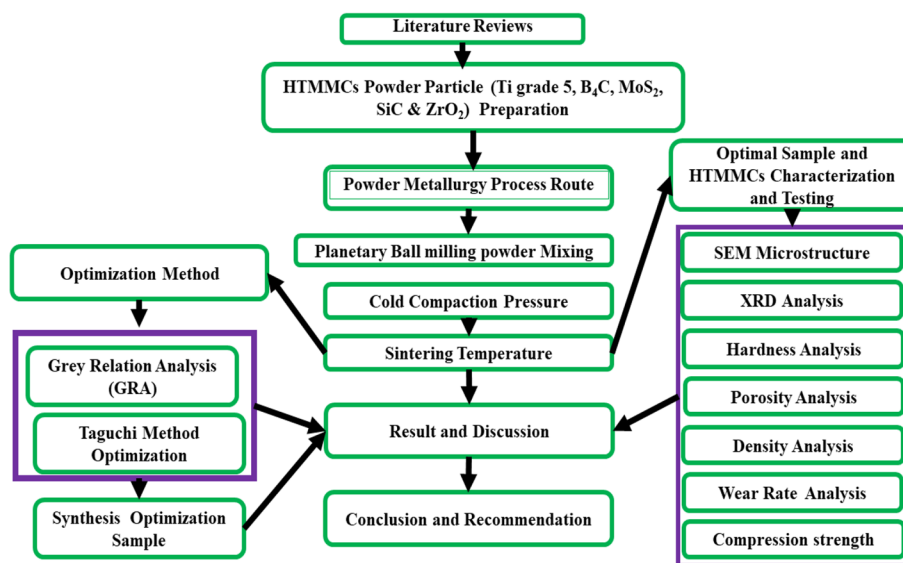 Literature Reviews
HTMMCs Powder Particle (Ti grade 5, B₄C, MoS₂,
SiC & ZrO₂) Preparation
Powder Metallurgy Process Route
Planetary Ball milling powder Mixing
Cold Compaction Pressure
Sintering Temperature
Result and Discussion
Conclusion and Recommendation
Optimization Method
Grey Relation Analysis
(GRA)
Taguchi Method
Optimization
Synthesis Optimization
Sample
Optimal Sample and
HTMMCs Characterization
and Testing
SEM Microstructure
XRD Analysis
Hardness Analysis
Porosity Analysis
Density Analysis
Wear Rate Analysis
Compression strength